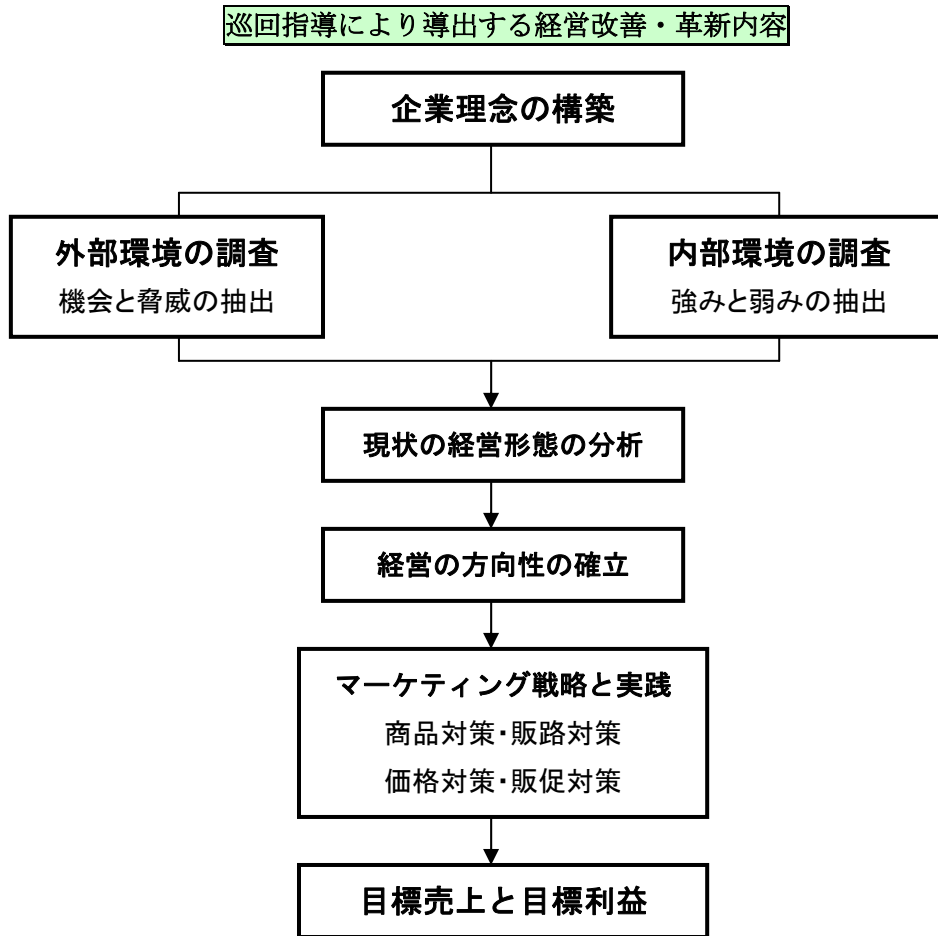 巡回指導により導出する経営改善・革新内容
企業理念の構築
外部環境の調査
機会と脅威の抽出
内部環境の調査
強みと弱みの抽出
現状の経営形態の分析
経営の方向性の確立
マーケティング戦略と実践
商品対策・販路対策
価格対策・販促対策
目標売上と目標利益